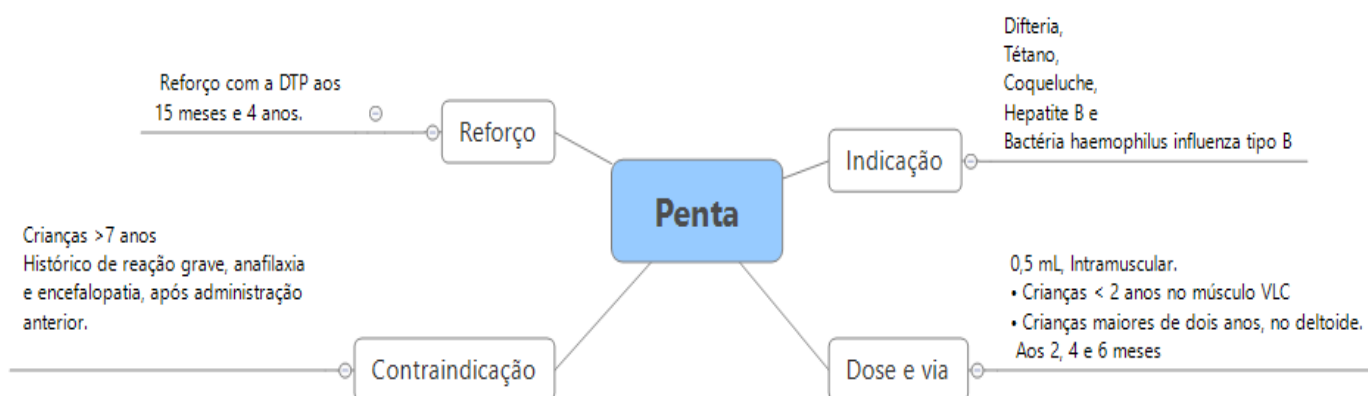 Penta
Indicação
Difteria,
Tétano,
Coqueluche,
Hepatite B e
Bactéria haemophilus influenza tipo B
Dose e via
0,5 mL, Intramuscular.
• Crianças < 2 anos no músculo VLC
• Crianças maiores de dois anos, no deltoide.
Aos 2, 4 e 6 meses
Reforço
Reforço com a DTP aos
15 meses e 4 anos.
Contraindicação
Crianças >7 anos
Histórico de reação grave, anafilaxia
e encefalopatia, após administração
anterior.